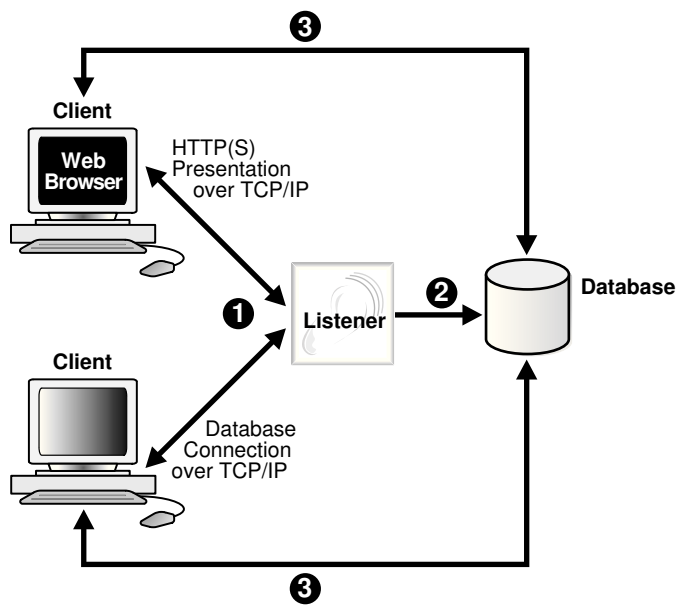 3
Client
Web
Browser
HTTP(S)
Presentation
over TCP/IP
1
Listener
2
Database
Client
Database
Connection
over TCP/IP
3